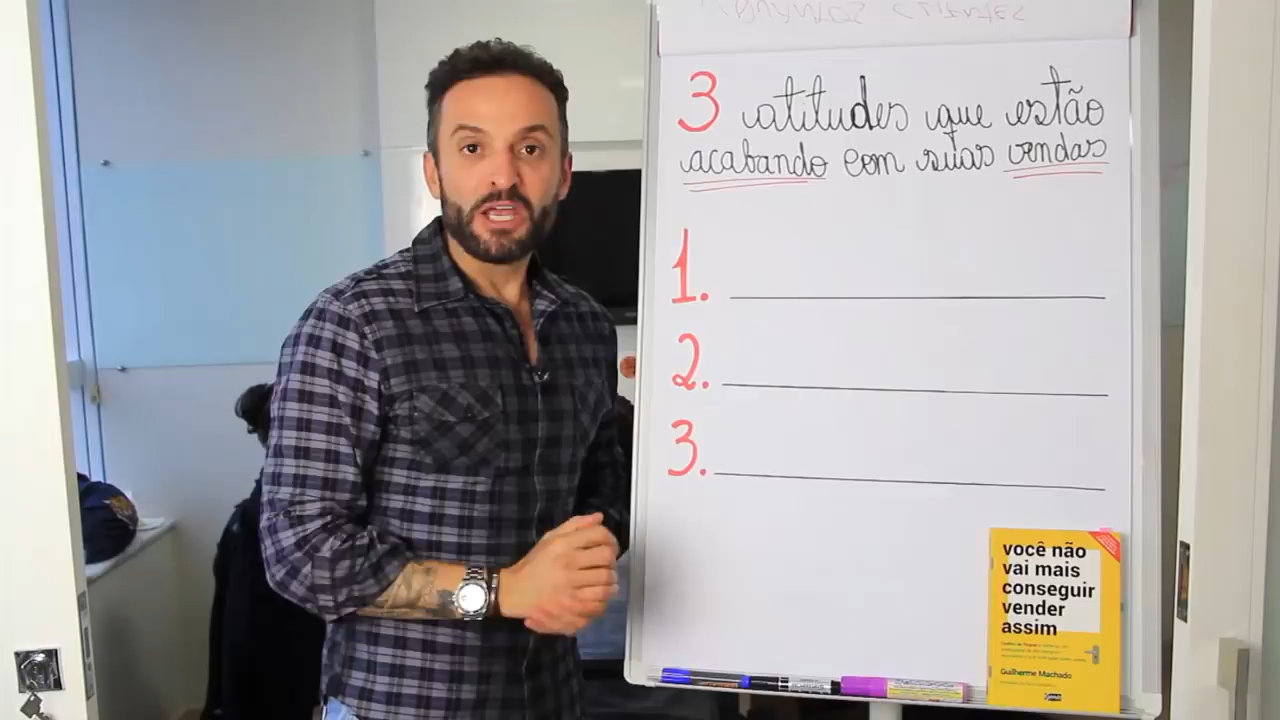 3 atitudes que estão
acabando com suas vendas
1.
2.
3.
você não
vai mais
conseguir
vender
assim
Guilherme Machado